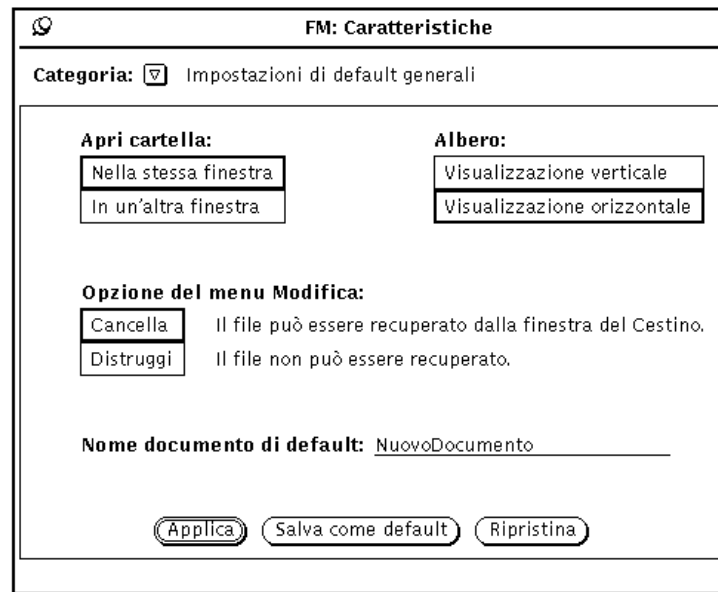 FM: Caratteristiche
Categoria: Impostazioni di default generali
Apri cartella:
Nella stessa finestra
In un'altra finestra
Albero:
Visualizzazione verticale
Visualizzazione orizzontale
Opzione del menu Modifica:
Cancella Il file può essere recuperato dalla finestra del Cestino.
Distruggi Il file non può essere recuperato.
Nome documento di default: NuovoDocumento
Applica Salva come default Ripristina